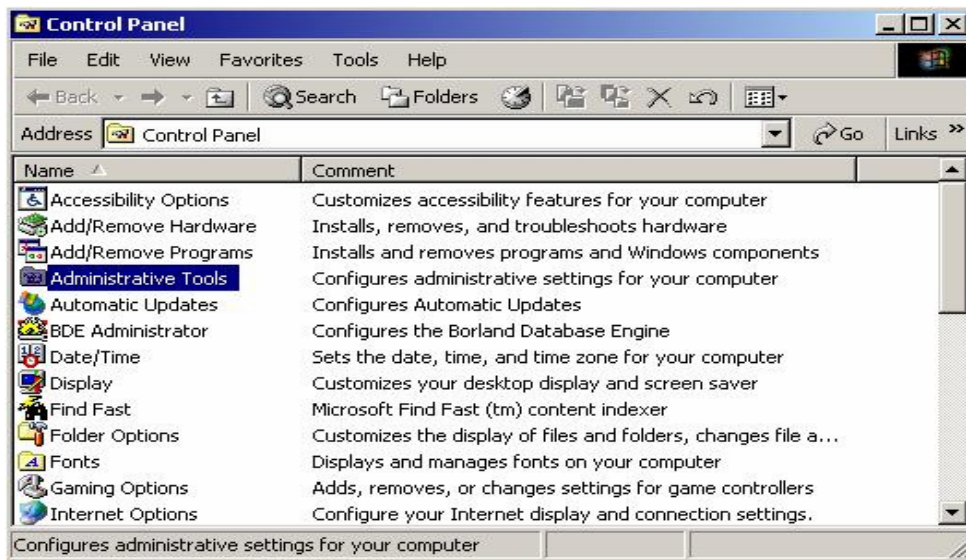 Control Panel
File Edit View Favorites Tools Help
Back Search Folders
Address Control Panel Go Links »
Name Comment
Accessibility Options Customizes accessibility features for your computer
Add/Remove Hardware Installs, removes, and troubleshoots hardware
Add/Remove Programs Installs and removes programs and Windows components
Administrative Tools Configures administrative settings for your computer
Automatic Updates Configures Automatic Updates
BDE Administrator Configures the Borland Database Engine
Date/Time Sets the date, time, and time zone for your computer
Display Customizes your desktop display and screen saver
Find Fast Microsoft Find Fast (tm) content indexer
Folder Options Customizes the display of files and folders, changes file a...
Fonts Displays and manages fonts on your computer
Gaming Options Adds, removes, or changes settings for game controllers
Internet Options Configure your Internet display and connection settings.
Configures administrative settings for your computer